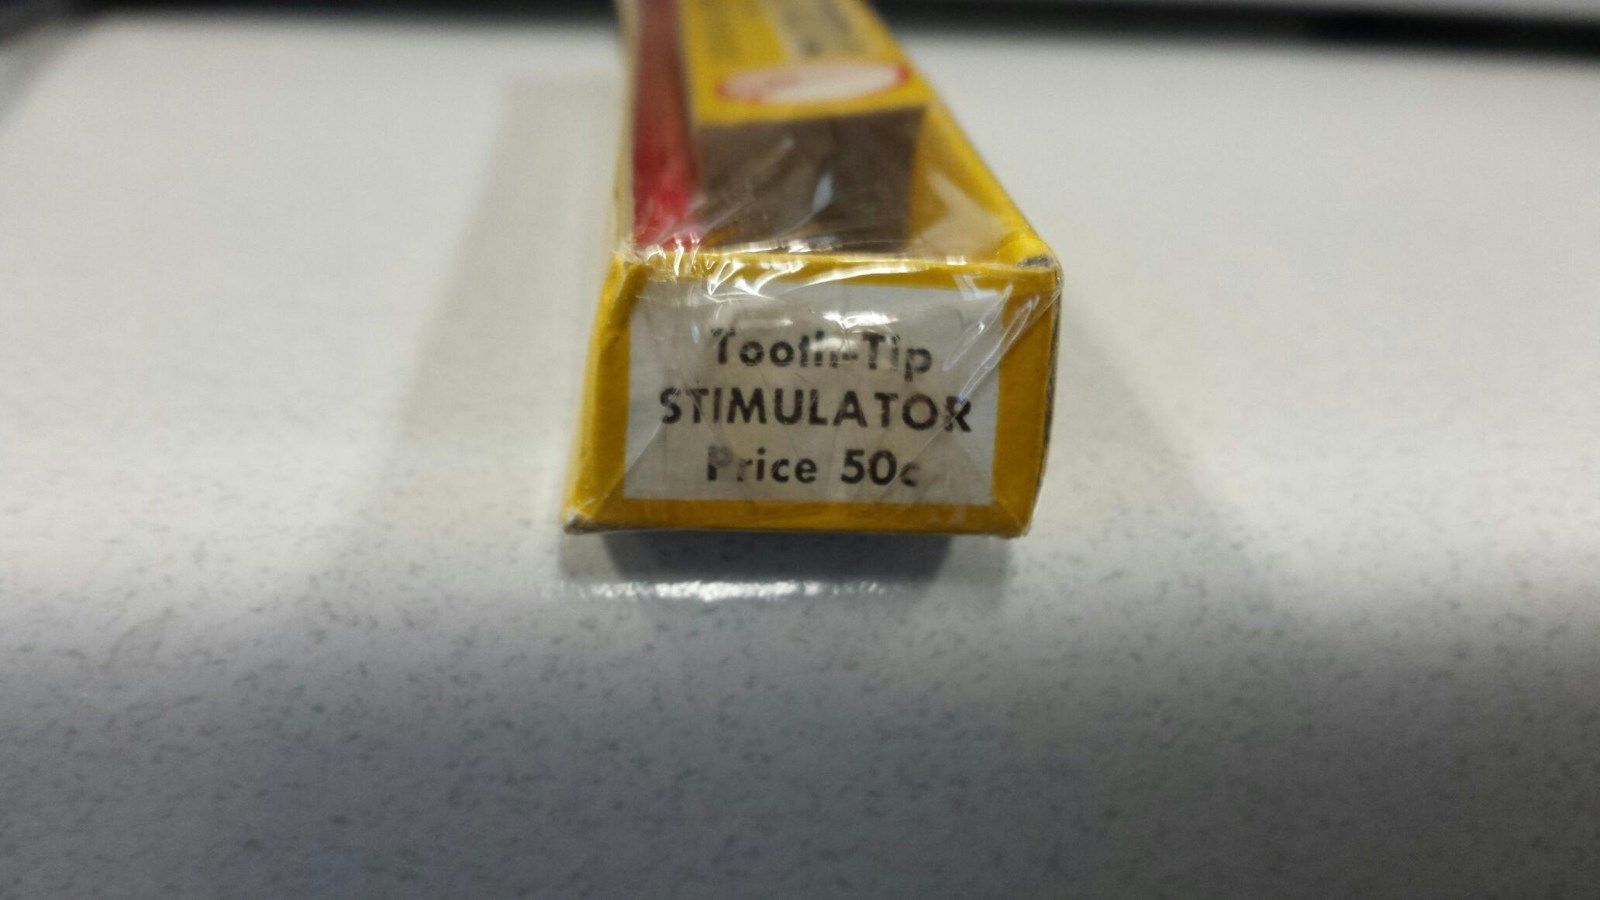 Tooth-Tip
STIMULATOR
Price 50c